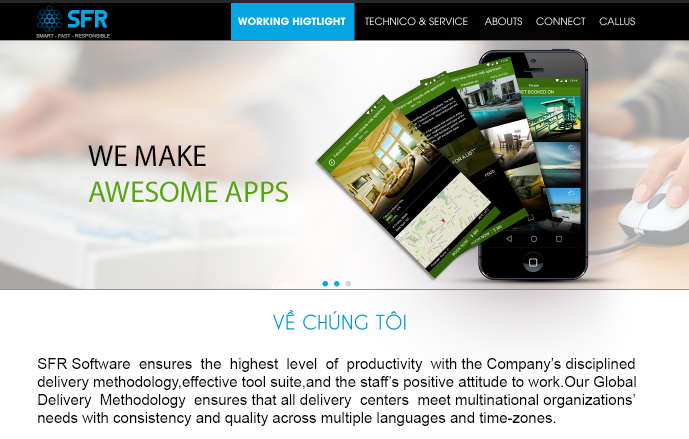 SFR
SMART - FAST - RESPONSIBLE
WORKING HIGTLIGHT
TECHNICO & SERVICE
ABOUTS
CONNECT
CALLUS
WE MAKE
AWESOME APPS
VỀ CHÚNG TÔI
SFR Software ensures the highest level of productivity with the Company's disciplined
delivery methodology,effective tool suite,and the staff's positive attitude to work.Our Global
Delivery Methodology ensures that all delivery centers meet multinational organizations'
needs with consistency and quality across multiple languages and time-zones.